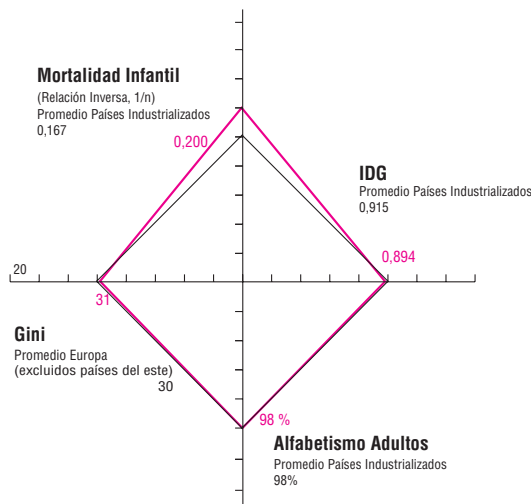 Mortalidad Infantil
(Relación Inversa, 1/n)
Promedio Países Industrializados
0,167
0,200
IDG
Promedio Países Industrializados
0,915
0,894
20
31
Gini
Promedio Europa
(excluidos países del este)
30
98 %
Alfabetismo Adultos
Promedio Países Industrializados
98%